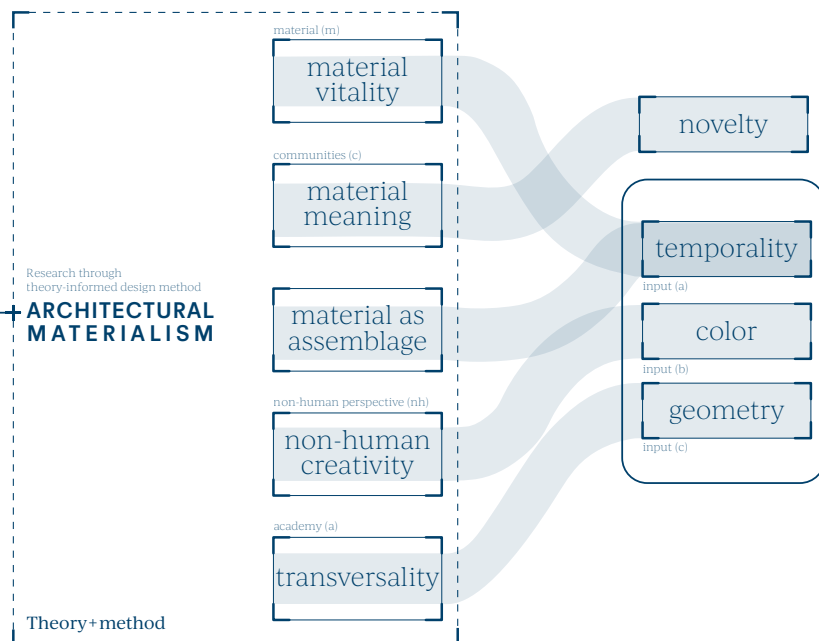 material (m)
material
vitality
communities (c)
material
meaning
Research through
theory-informed design method
ARCHITECTURAL
MATERIALISM
material as
assemblage
non-human perspective (nh)
non-human
creativity
academy (a)
transversality
Theory+method
novelty
temporality
input (a)
color
input (b)
geometry
input (c)